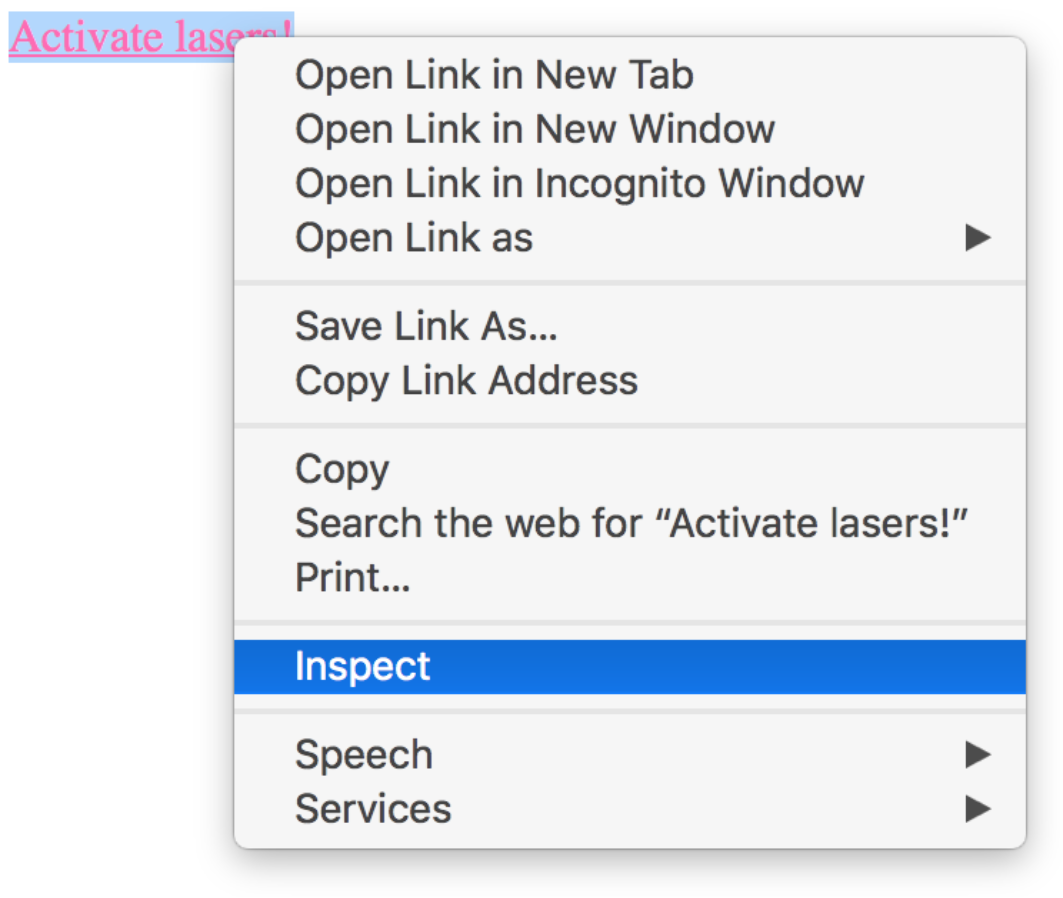 Activate lasers!
Open Link in New Tab
Open Link in New Window
Open Link in Incognito Window
Open Link as
Save Link As...
Copy Link Address
Copy
Search the web for “Activate lasers!”
Print...
Inspect
Speech
Services